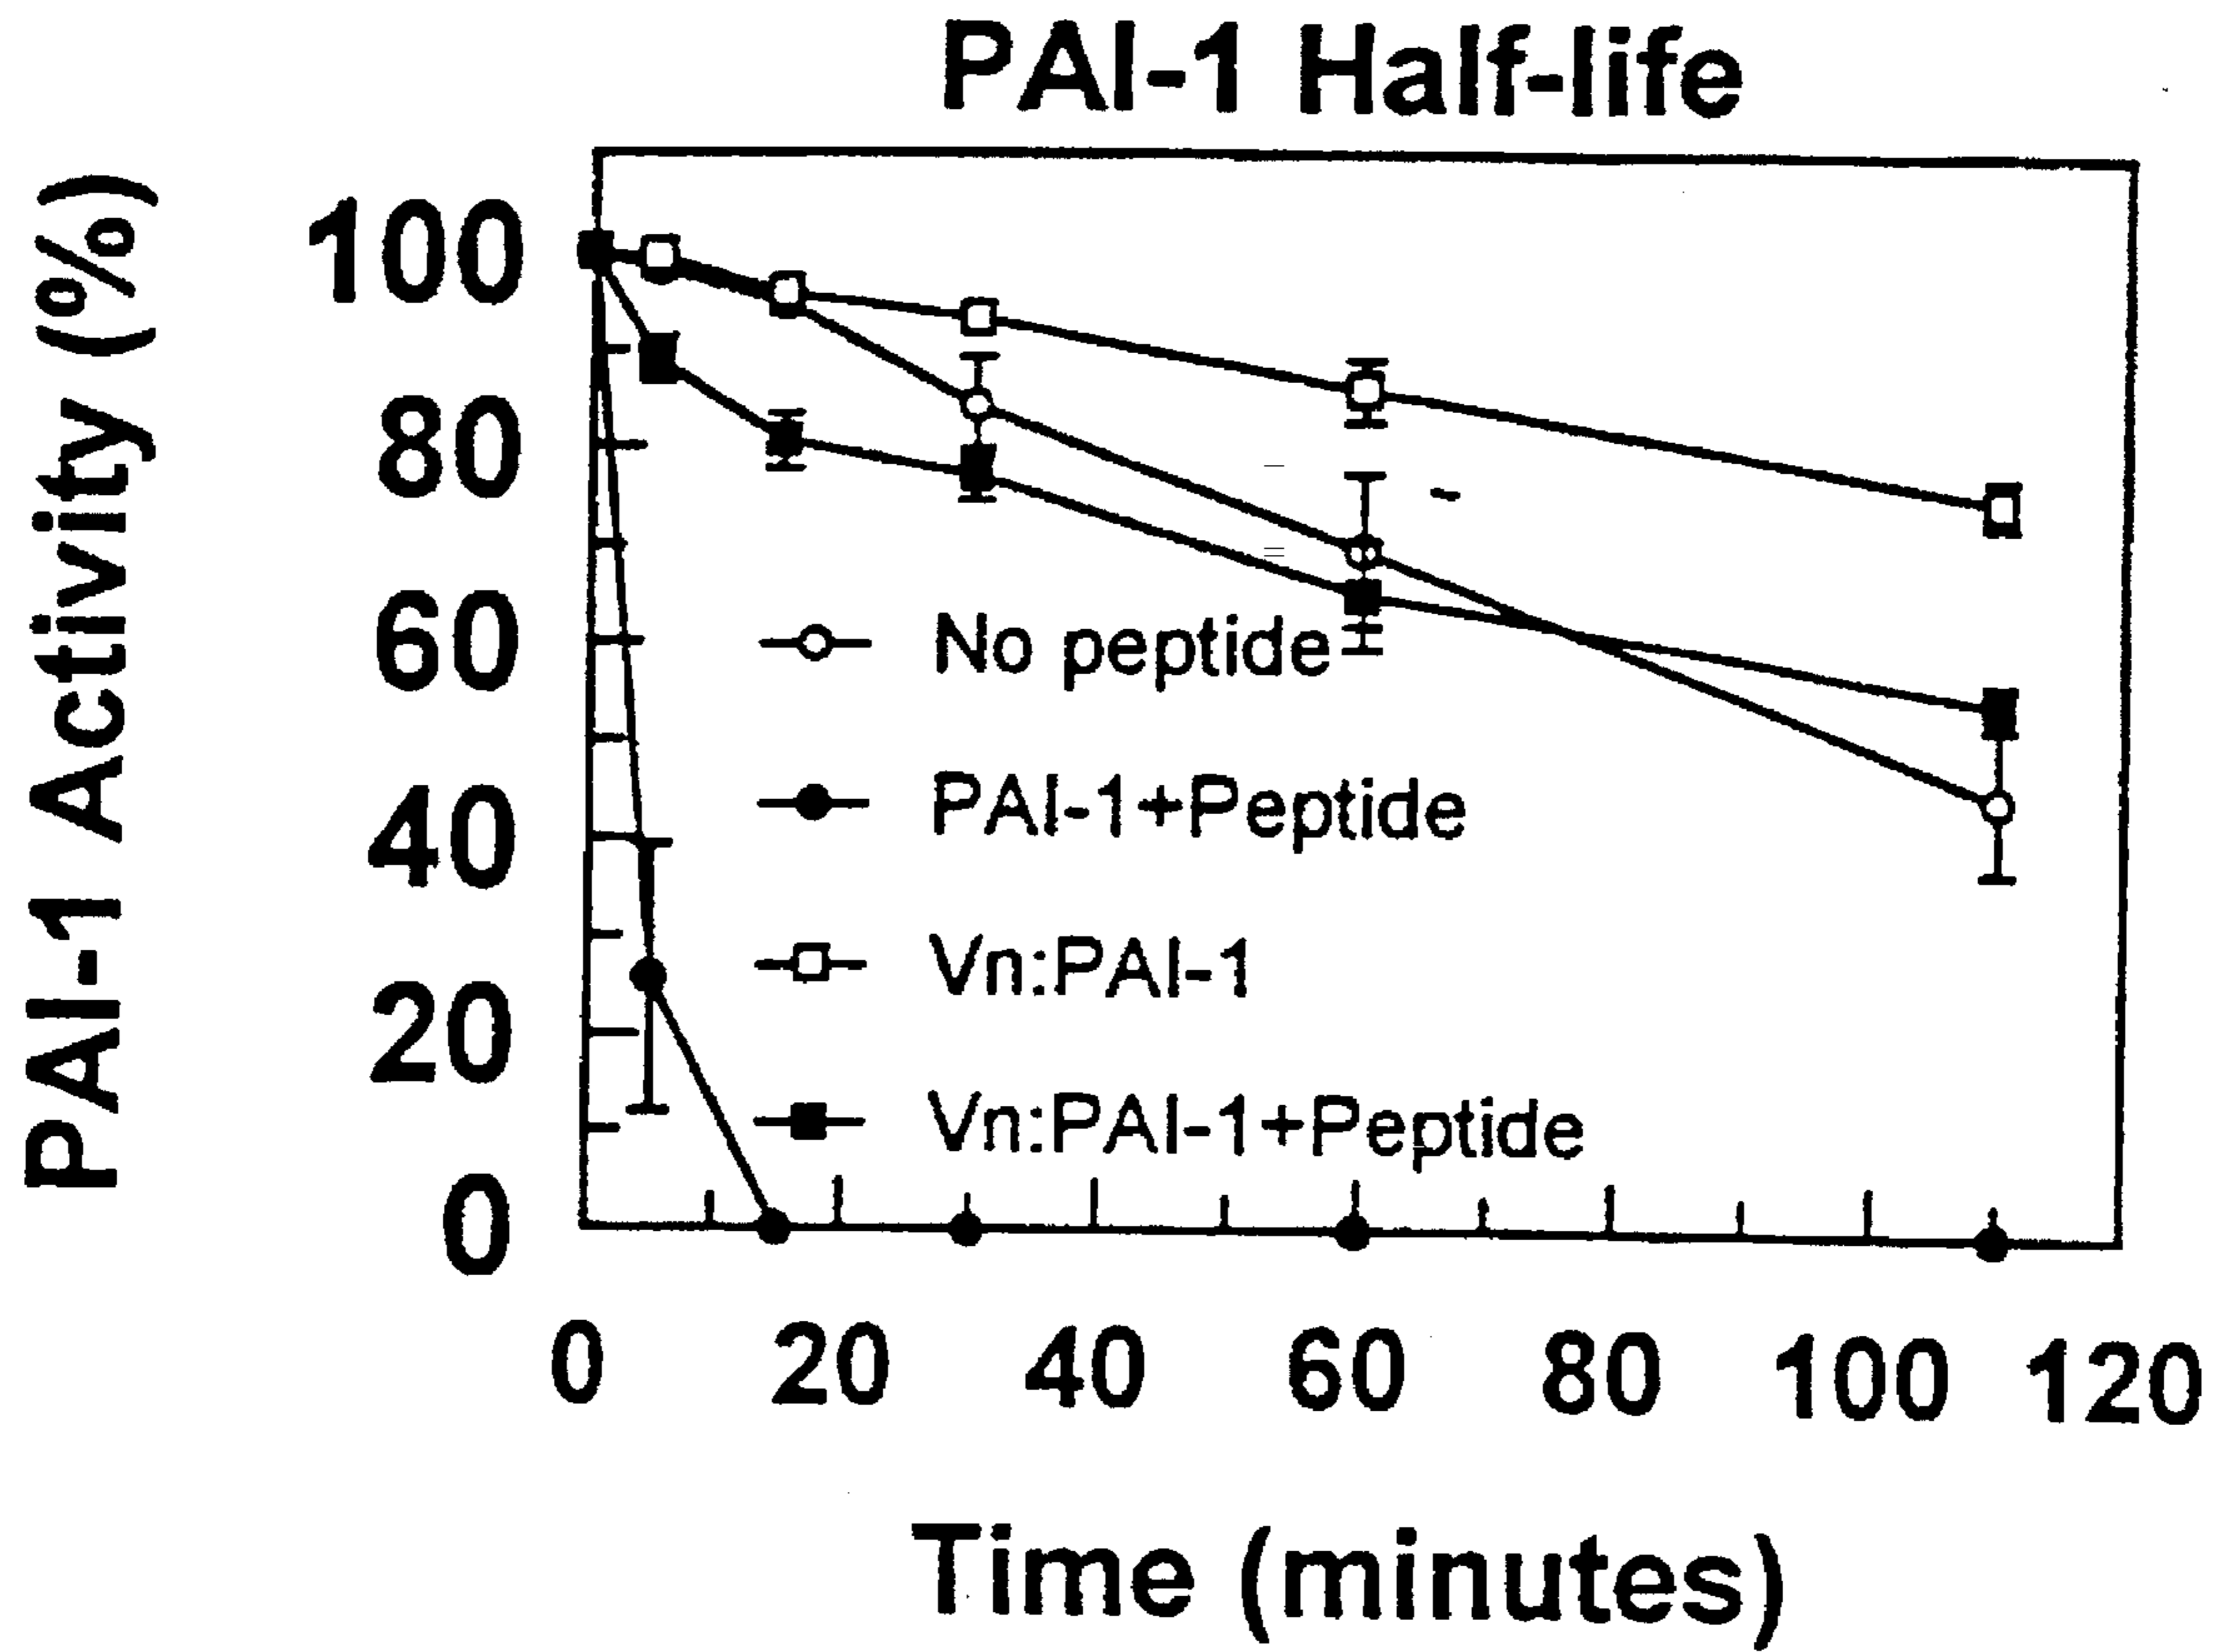 PAI-1 Half-life
PAI-1 Activity (%)
100
80
60
40
20
0
No peptide
PAI-1+Peptide
Vn:PAI-1
Vn:PAI-1+Peptide
0 20 40 60 80 100 120
Time (minutes)